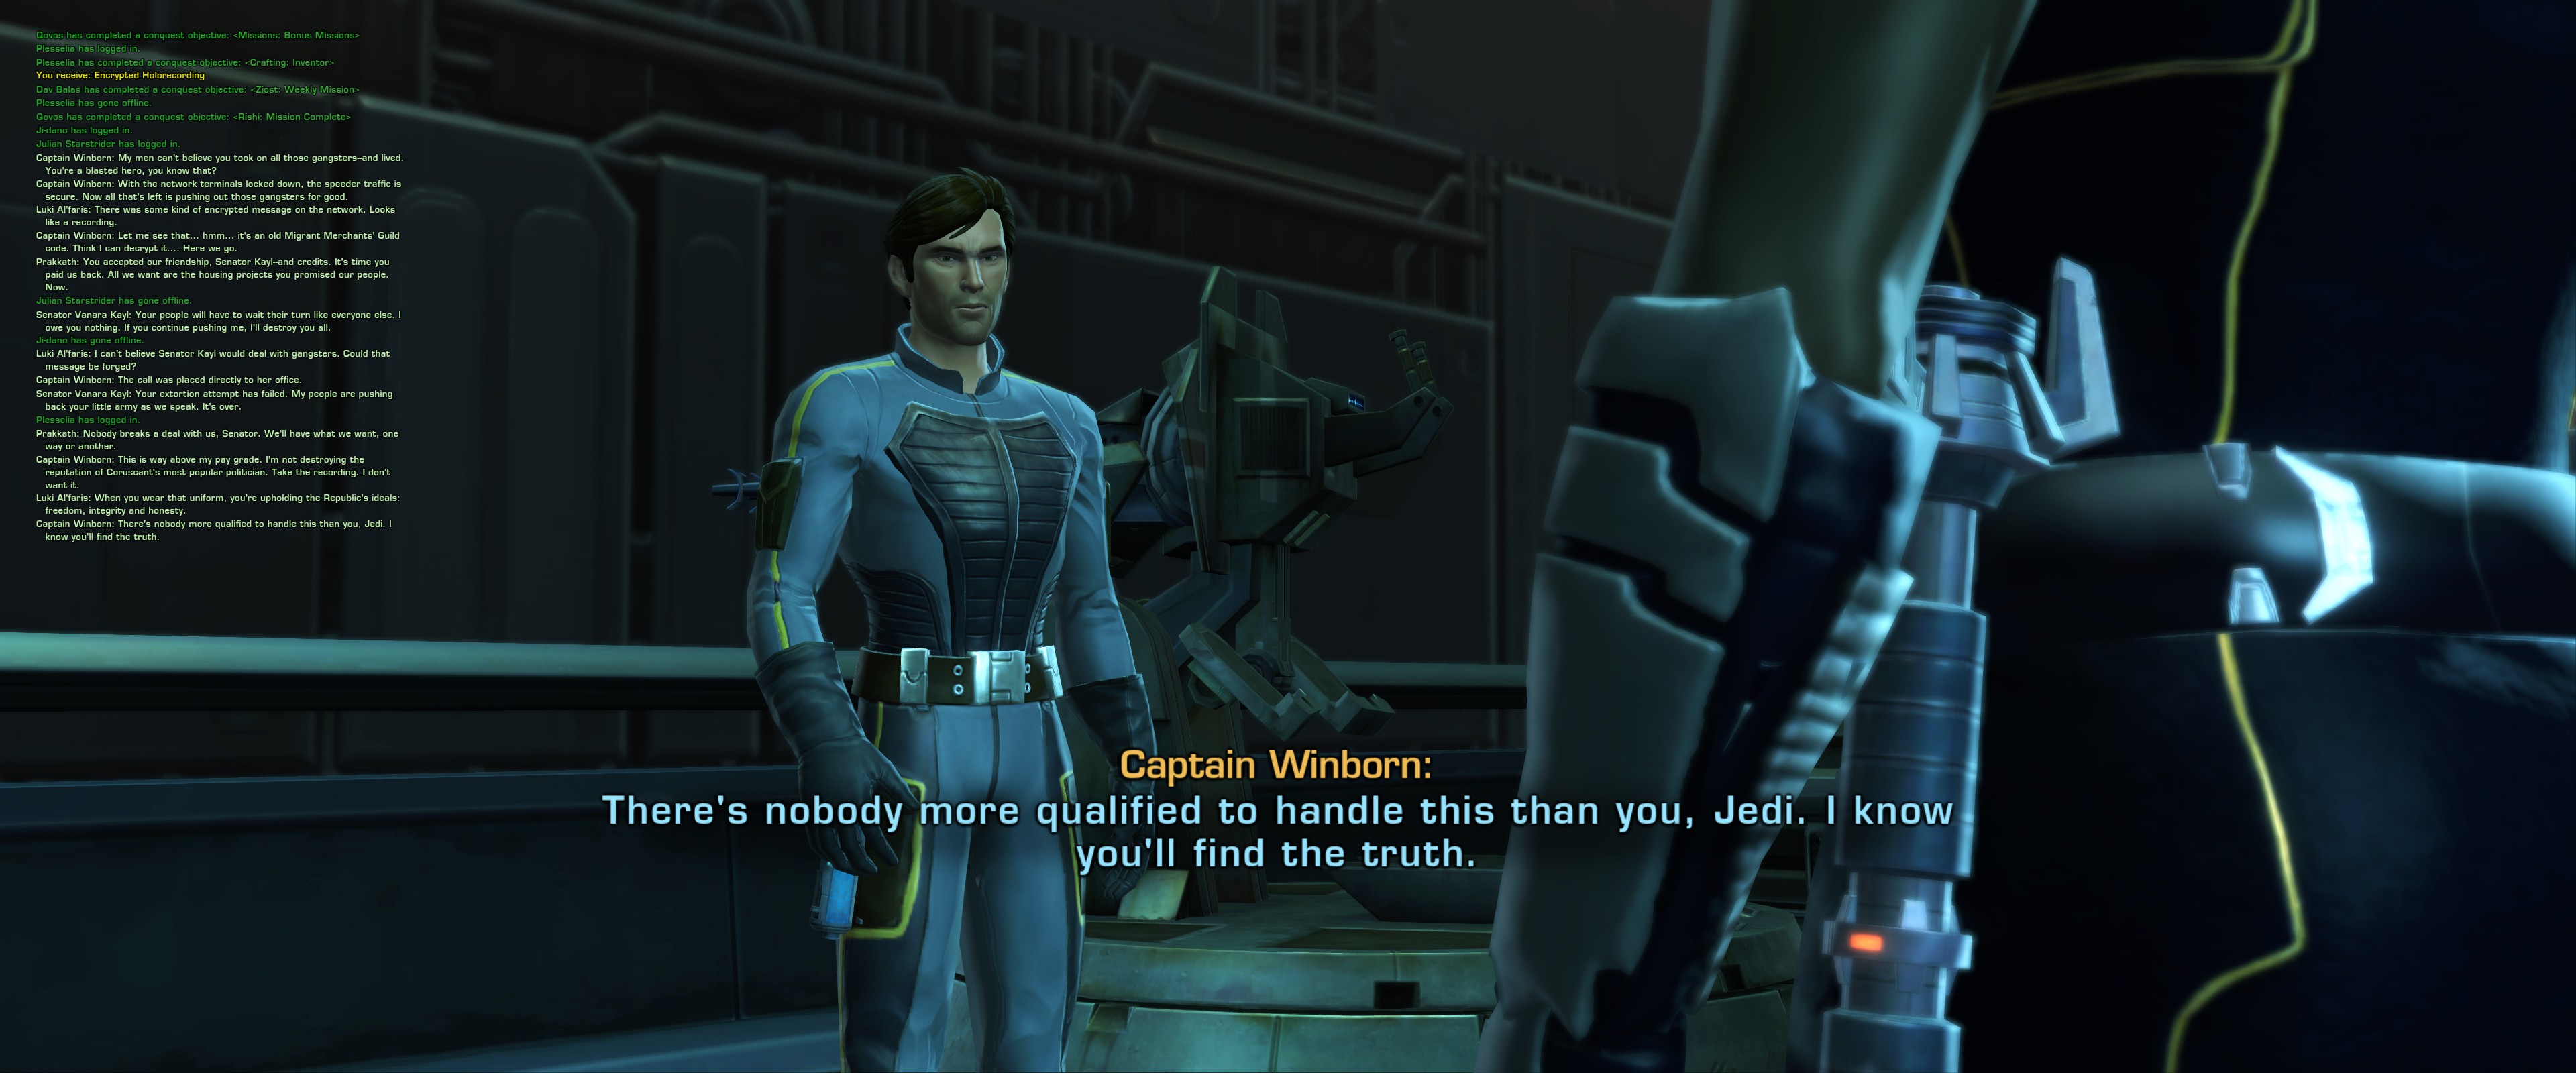 Qovos has completed a conquest objective: <Missions: Bonus Missions>
Plesselia has logged in.
Plesselia has completed a conquest objective: <Crafting: Inventor>
You receive: Encrypted Holorecording
Dav Balas has completed a conquest objective: <Ziost: Weekly Mission>
Plesselia has gone offline.
Qovos has completed a conquest objective: <Rishi: Mission Complete>
Ji-dano has logged in.
Julian Starstrider has logged in.
Captain Winborn: My men can't believe you took on all those gangsters–and lived.
You're a blasted hero, you know that?
Captain Winborn: With the network terminals locked down, the speeder traffic is
secure. Now all that's left is pushing out those gangsters for good.
Luki Al'faris: There was some kind of encrypted message on the network. Looks
like a recording.
Captain Winborn: Let me see that... hmm... it's an old Migrant Merchants' Guild
code. Think I can decrypt it.... Here we go.
Prakkath: You accepted our friendship, Senator Kayl–and credits. It's time you
paid us back. All we want are the housing projects you promised our people.
Now.
Julian Starstrider has gone offline.
Senator Vanara Kayl: Your people will have to wait their turn like everyone else. I
owe you nothing. If you continue pushing me, I'll destroy you all.
Ji-dano has gone offline.
Luki Al'faris: I can't believe Senator Kayl would deal with gangsters. Could that
message be forged?
Captain Winborn: The call was placed directly to her office.
Senator Vanara Kayl: Your extortion attempt has failed. My people are pushing
back your little army as we speak. It's over.
Plesselia has logged in.
Prakkath: Nobody breaks a deal with us, Senator. We'll have what we want, one
way or another.
Captain Winborn: This is way above my pay grade. I'm not destroying the
reputation of Coruscant's most popular politician. Take the recording. I don't
want it.
Luki Al'faris: When you wear that uniform, you're upholding the Republic's ideals:
freedom, integrity and honesty.
Captain Winborn: There's nobody more qualified to handle this than you, Jedi. I
know you'll find the truth.
Captain Winborn:
There's nobody more qualified to handle this than you, Jedi. I know
you'll find the truth.